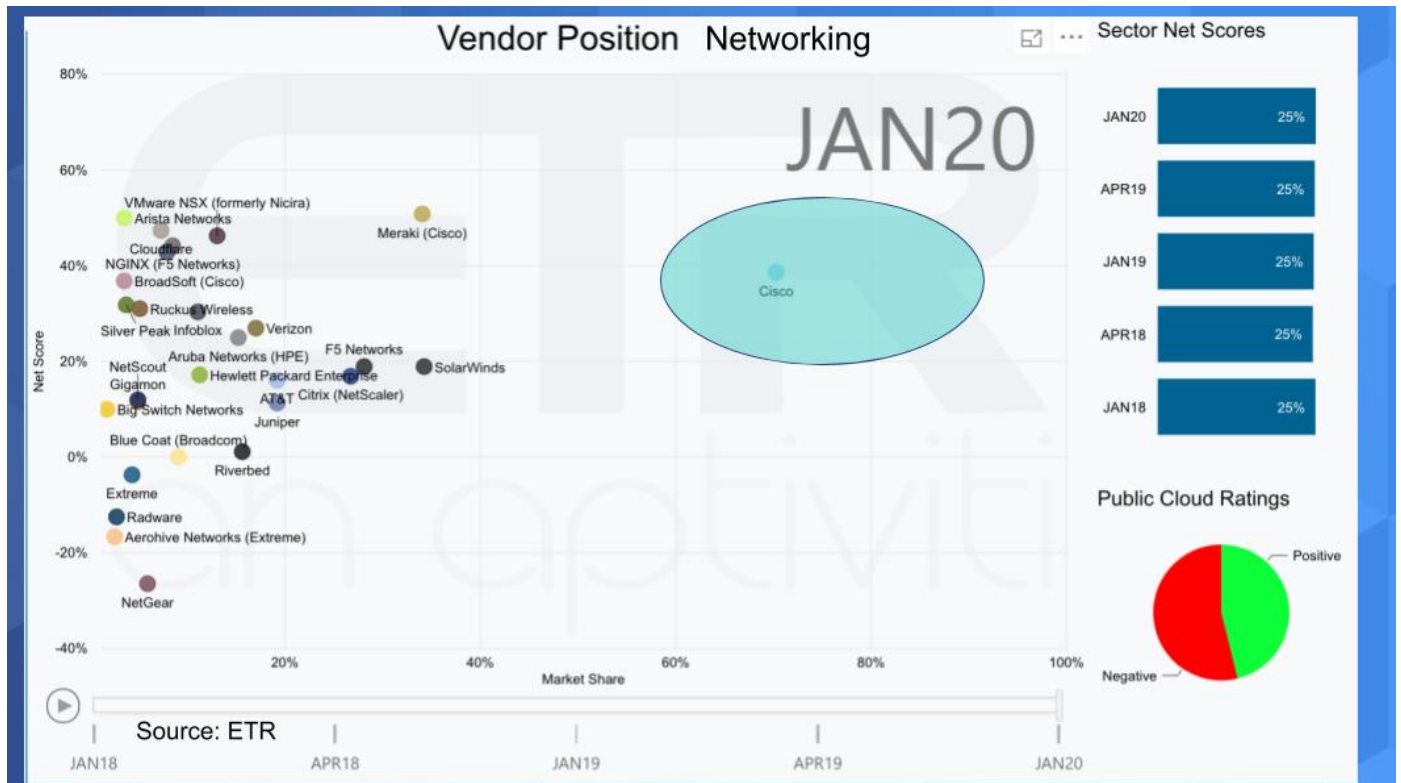 Vendor Position Networking
80%
60%
40%
20%
0%
-20%
-40%
Net Score
JAN20
VMware NSX (formerly Nicira)
Arista Networks
Meraki (Cisco)
Cloudflare
NGINX (F5 Networks)
BroadSoft (Cisco)
Cisco
Ruckus Wireless
Silver Peak
Infoblox
Verizon
Aruba Networks (HPE)
F5 Networks
NetScout
Hewlett Packard Enterprise
SolarWinds
Gigamon
AT&T
Citrix (NetScaler)
Big Switch Networks
Juniper
Blue Coat (Broadcom)
Riverbed
Extreme
Radware
Aerohive Networks (Extreme)
NetGear
ETR
an aptiviti
20%
40%
60%
80%
100%
Market Share
Source: ETR
JAN18
APR18
JAN19
APR19
JAN20
Sector Net Scores
JAN20 25%
APR19 25%
JAN19 25%
APR18 25%
JAN18 25%
Public Cloud Ratings
Positive
Negative